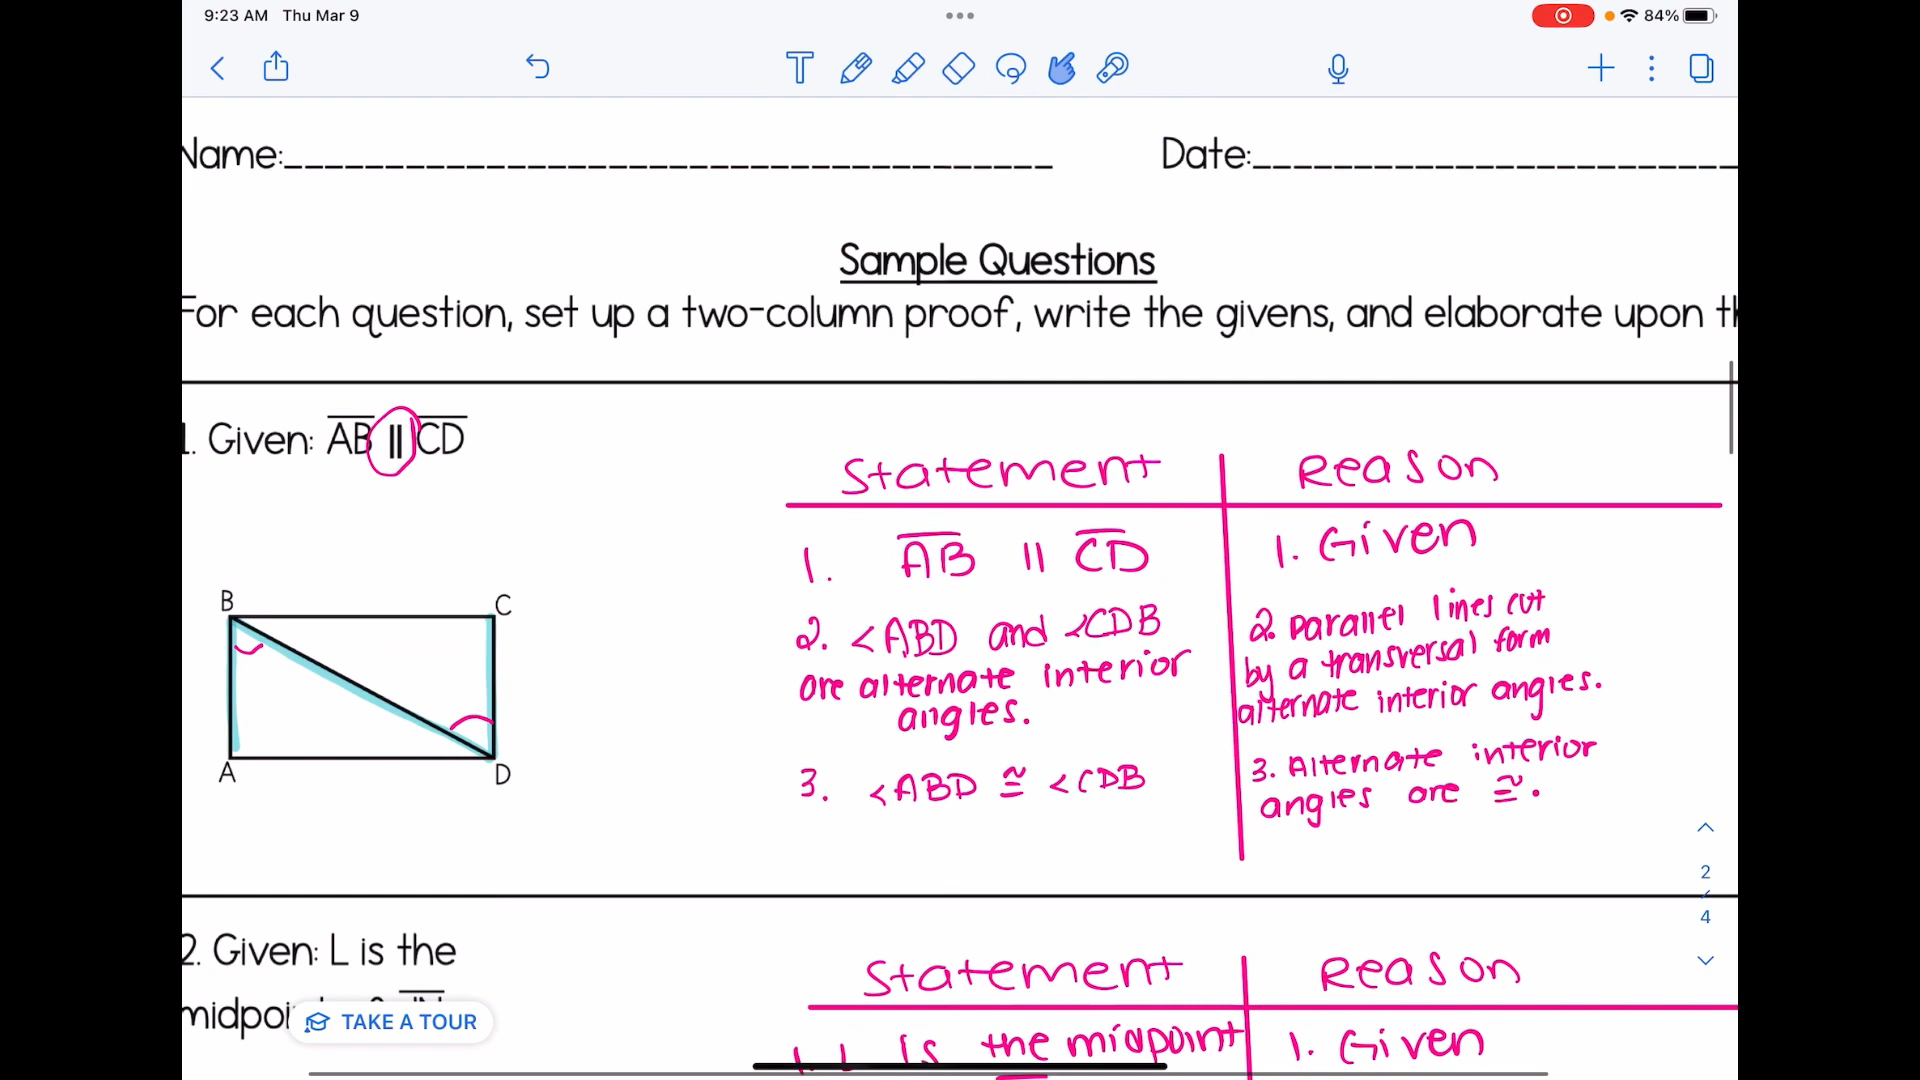 9:23 AM Thu Mar 9
84%
Name:
Date:
Sample Questions
For each question, set up a two-column proof, write the givens, and elaborate upon
1. Given: AB || CD
Statement Reason
1. AB || CD
1. Given
2. <ABD and <CDB
are alternate interior
angles.
2. Parallel lines cut
by a transversal form
alternate interior angles.
3. <ABD ≅ <CDB
3. Alternate interior
angles are ≅.
B
C
A
D
2
4
2. Given: L is the
TAKE A TOUR
Statement Reason
1. L is the midpoint
1. Given